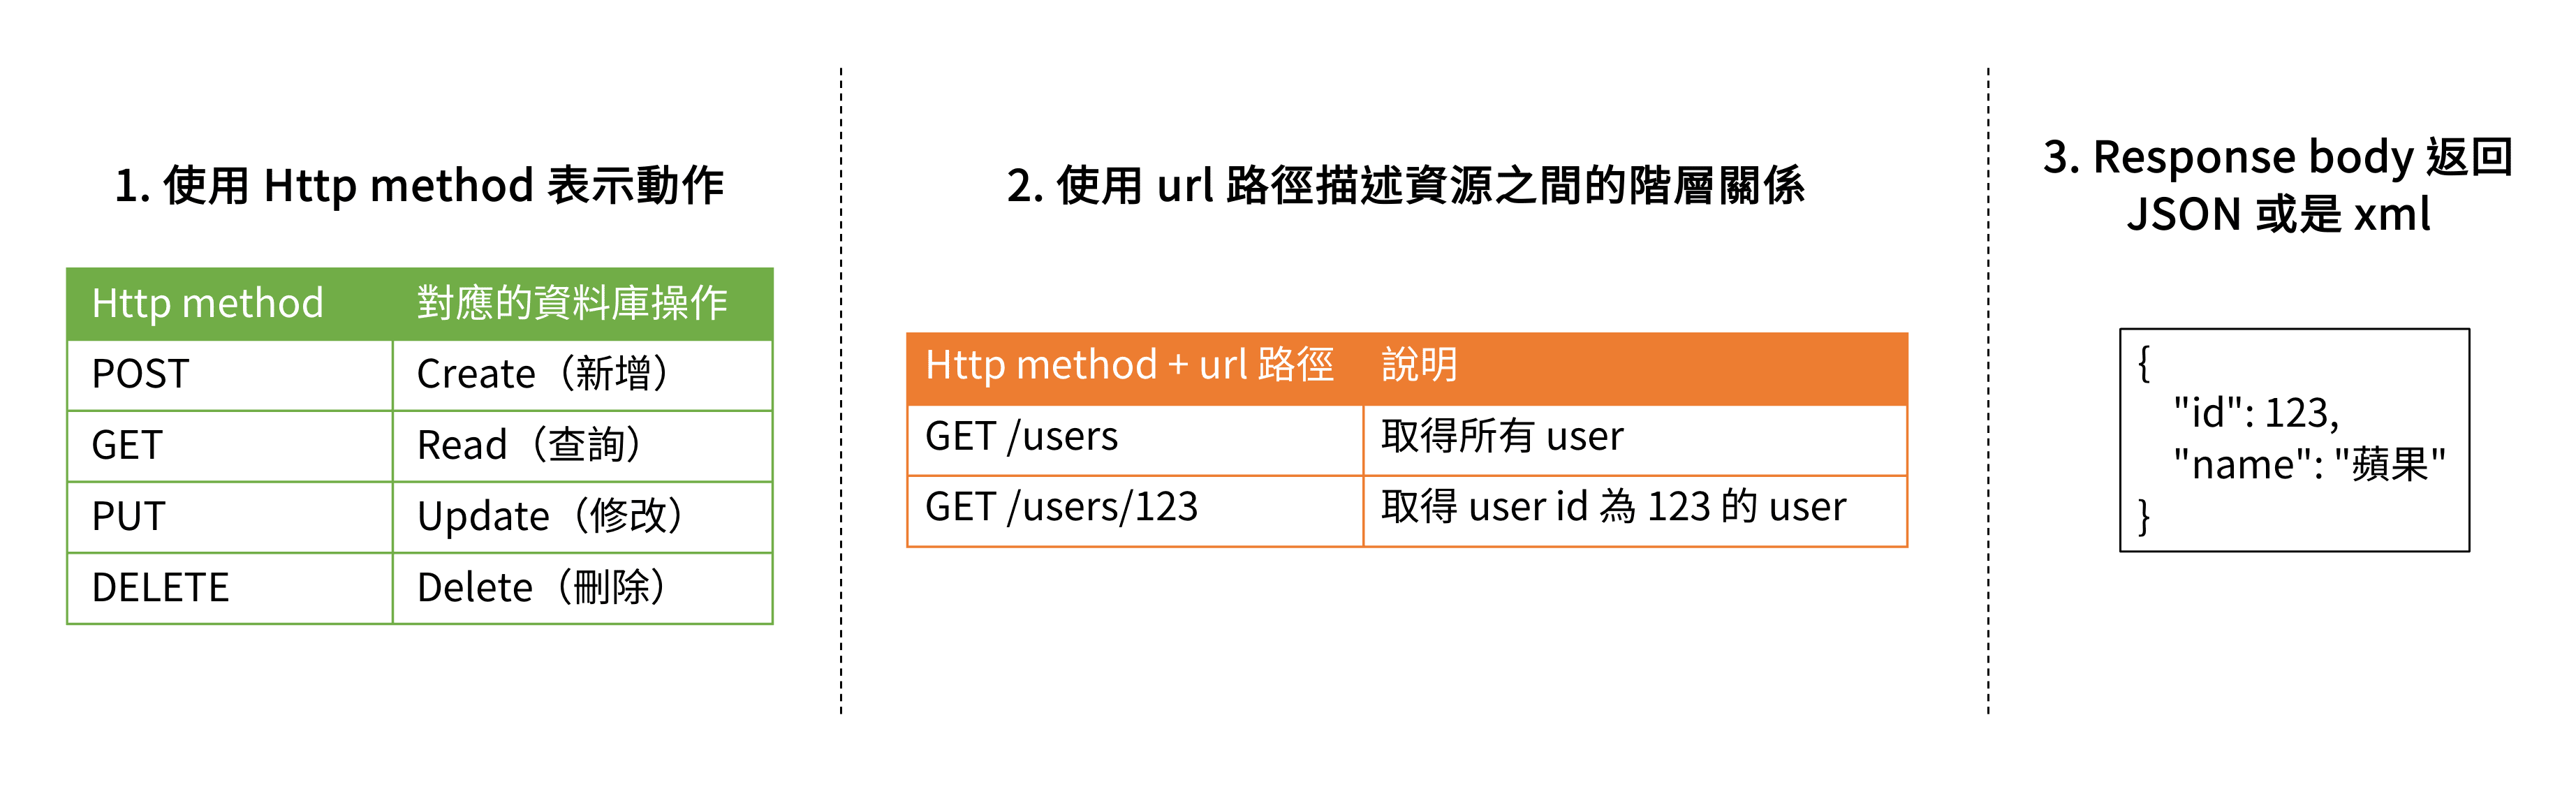 1. 使用 Http method 表示動作
Http method 對應的資料庫操作
POST Create（新增）
GET Read（查詢）
PUT Update（修改）
DELETE Delete（刪除）
2. 使用 url 路徑描述資源之間的階層關係
Http method + url 路徑 說明
GET /users 取得所有 user
GET /users/123 取得 user id 為 123 的 user
3. Response body 返回
JSON 或是 xml
{
"id": 123,
"name": "蘋果"
}